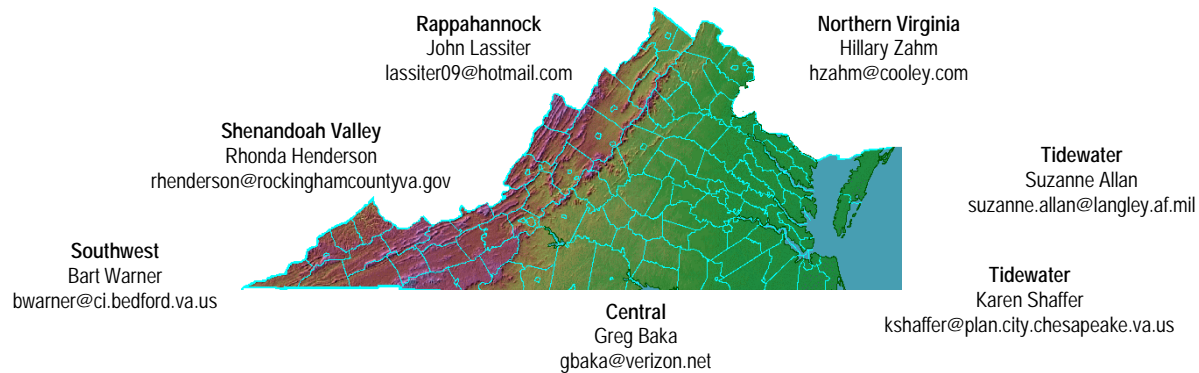 Rappahannock
John Lassiter
lassiter09@hotmail.com
Northern Virginia
Hillary Zahm
hzahm@cooley.com
Shenandoah Valley
Rhonda Henderson
rhenderson@rockinghamcountyva.gov
Tidewater
Suzanne Allan
suzanne.allan@langley.af.mil
Southwest
Bart Warner
bwarner@ci.bedford.va.us
Tidewater
Karen Shaffer
kshaffer@plan.city.chesapeake.va.us
Central
Greg Baka
gbaka@verizon.net